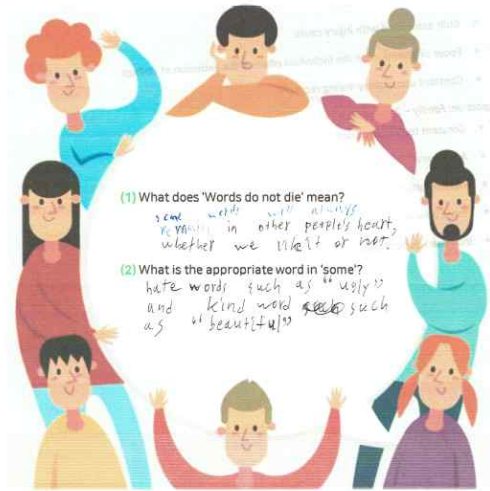 (1) What does 'Words do not die' mean?
some words will always
remain in other people's heart,
whether we like it or not.
(2) What is the appropriate word in 'some'?
hate words such as "ugly"
and kind word such
as "beautiful"